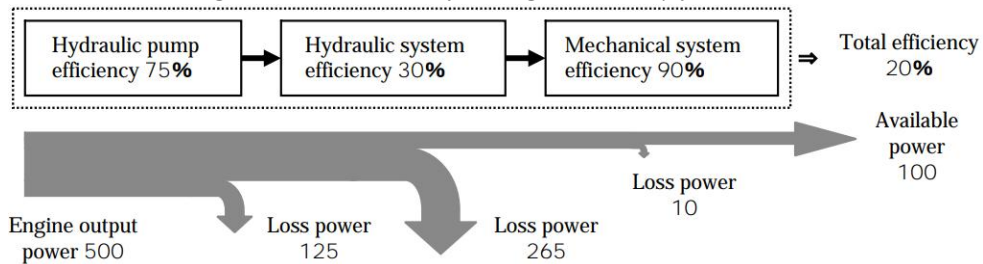 Hydraulic pump
efficiency 75%
Hydraulic system
efficiency 30%
Mechanical system
efficiency 90%
⇒
Total efficiency
20%
Available
power
100
Loss power
10
Engine output
power 500
Loss power
125
Loss power
265